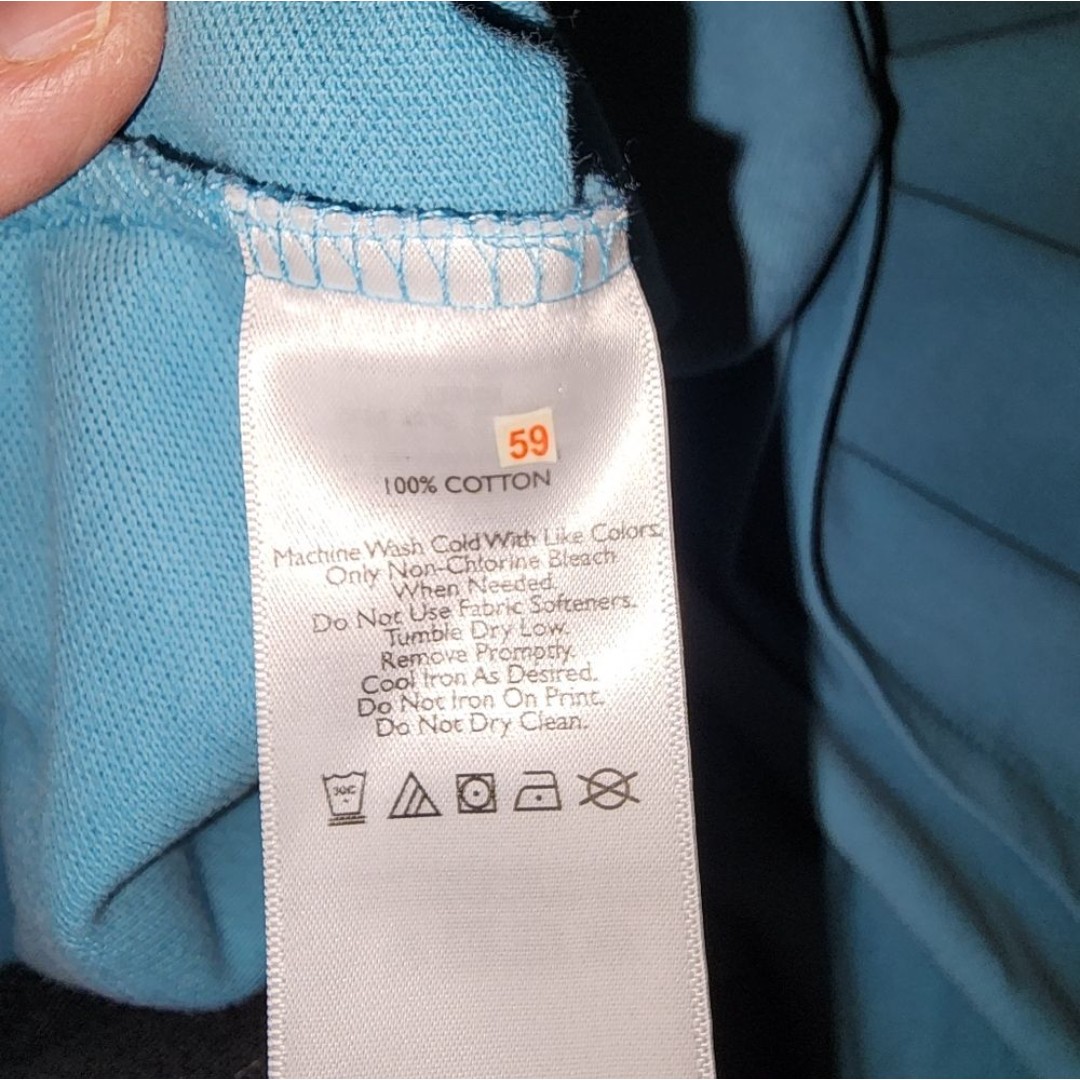 59
100% COTTON
Machine Wash Cold With Like Colors.
Only Non-Chlorine Bleach
When Needed.
Do Not Use Fabric Softeners.
Tumble Dry Low.
Remove Promptly.
Cool Iron As Desired.
Do Not Iron On Print.
Do Not Dry Clean.